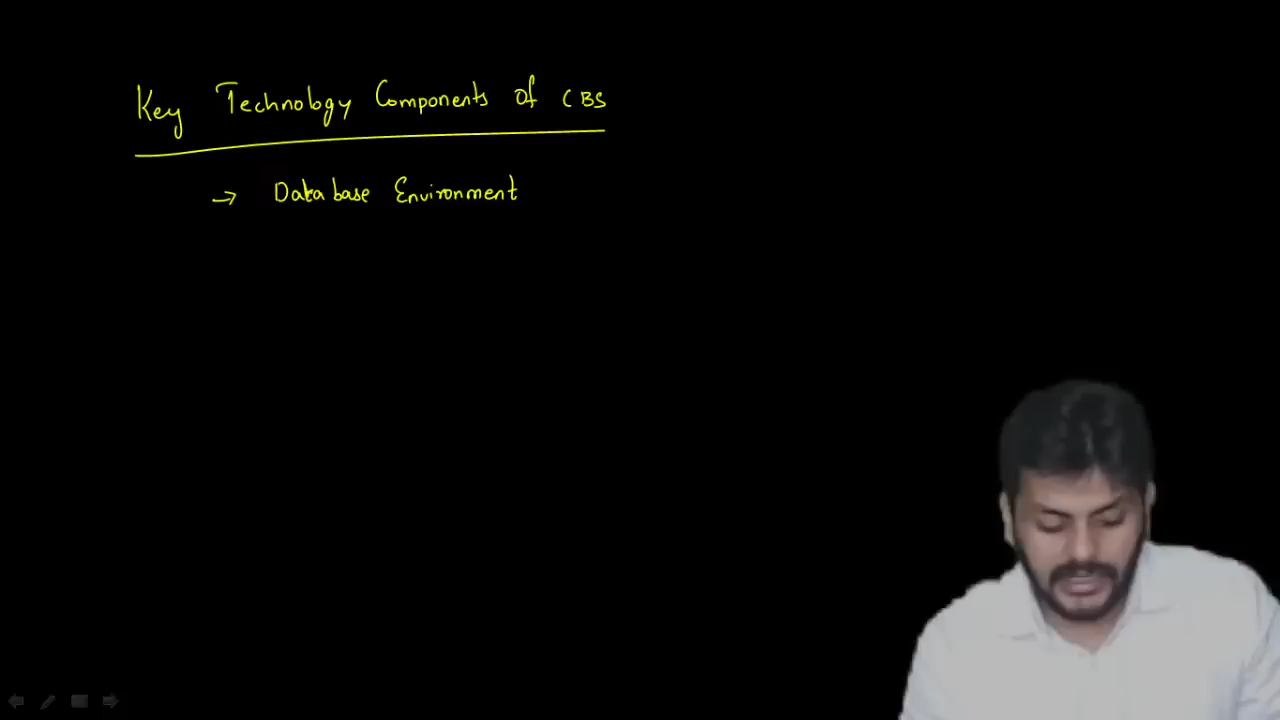 Key Technology Components Of CBS
→ Database Environment